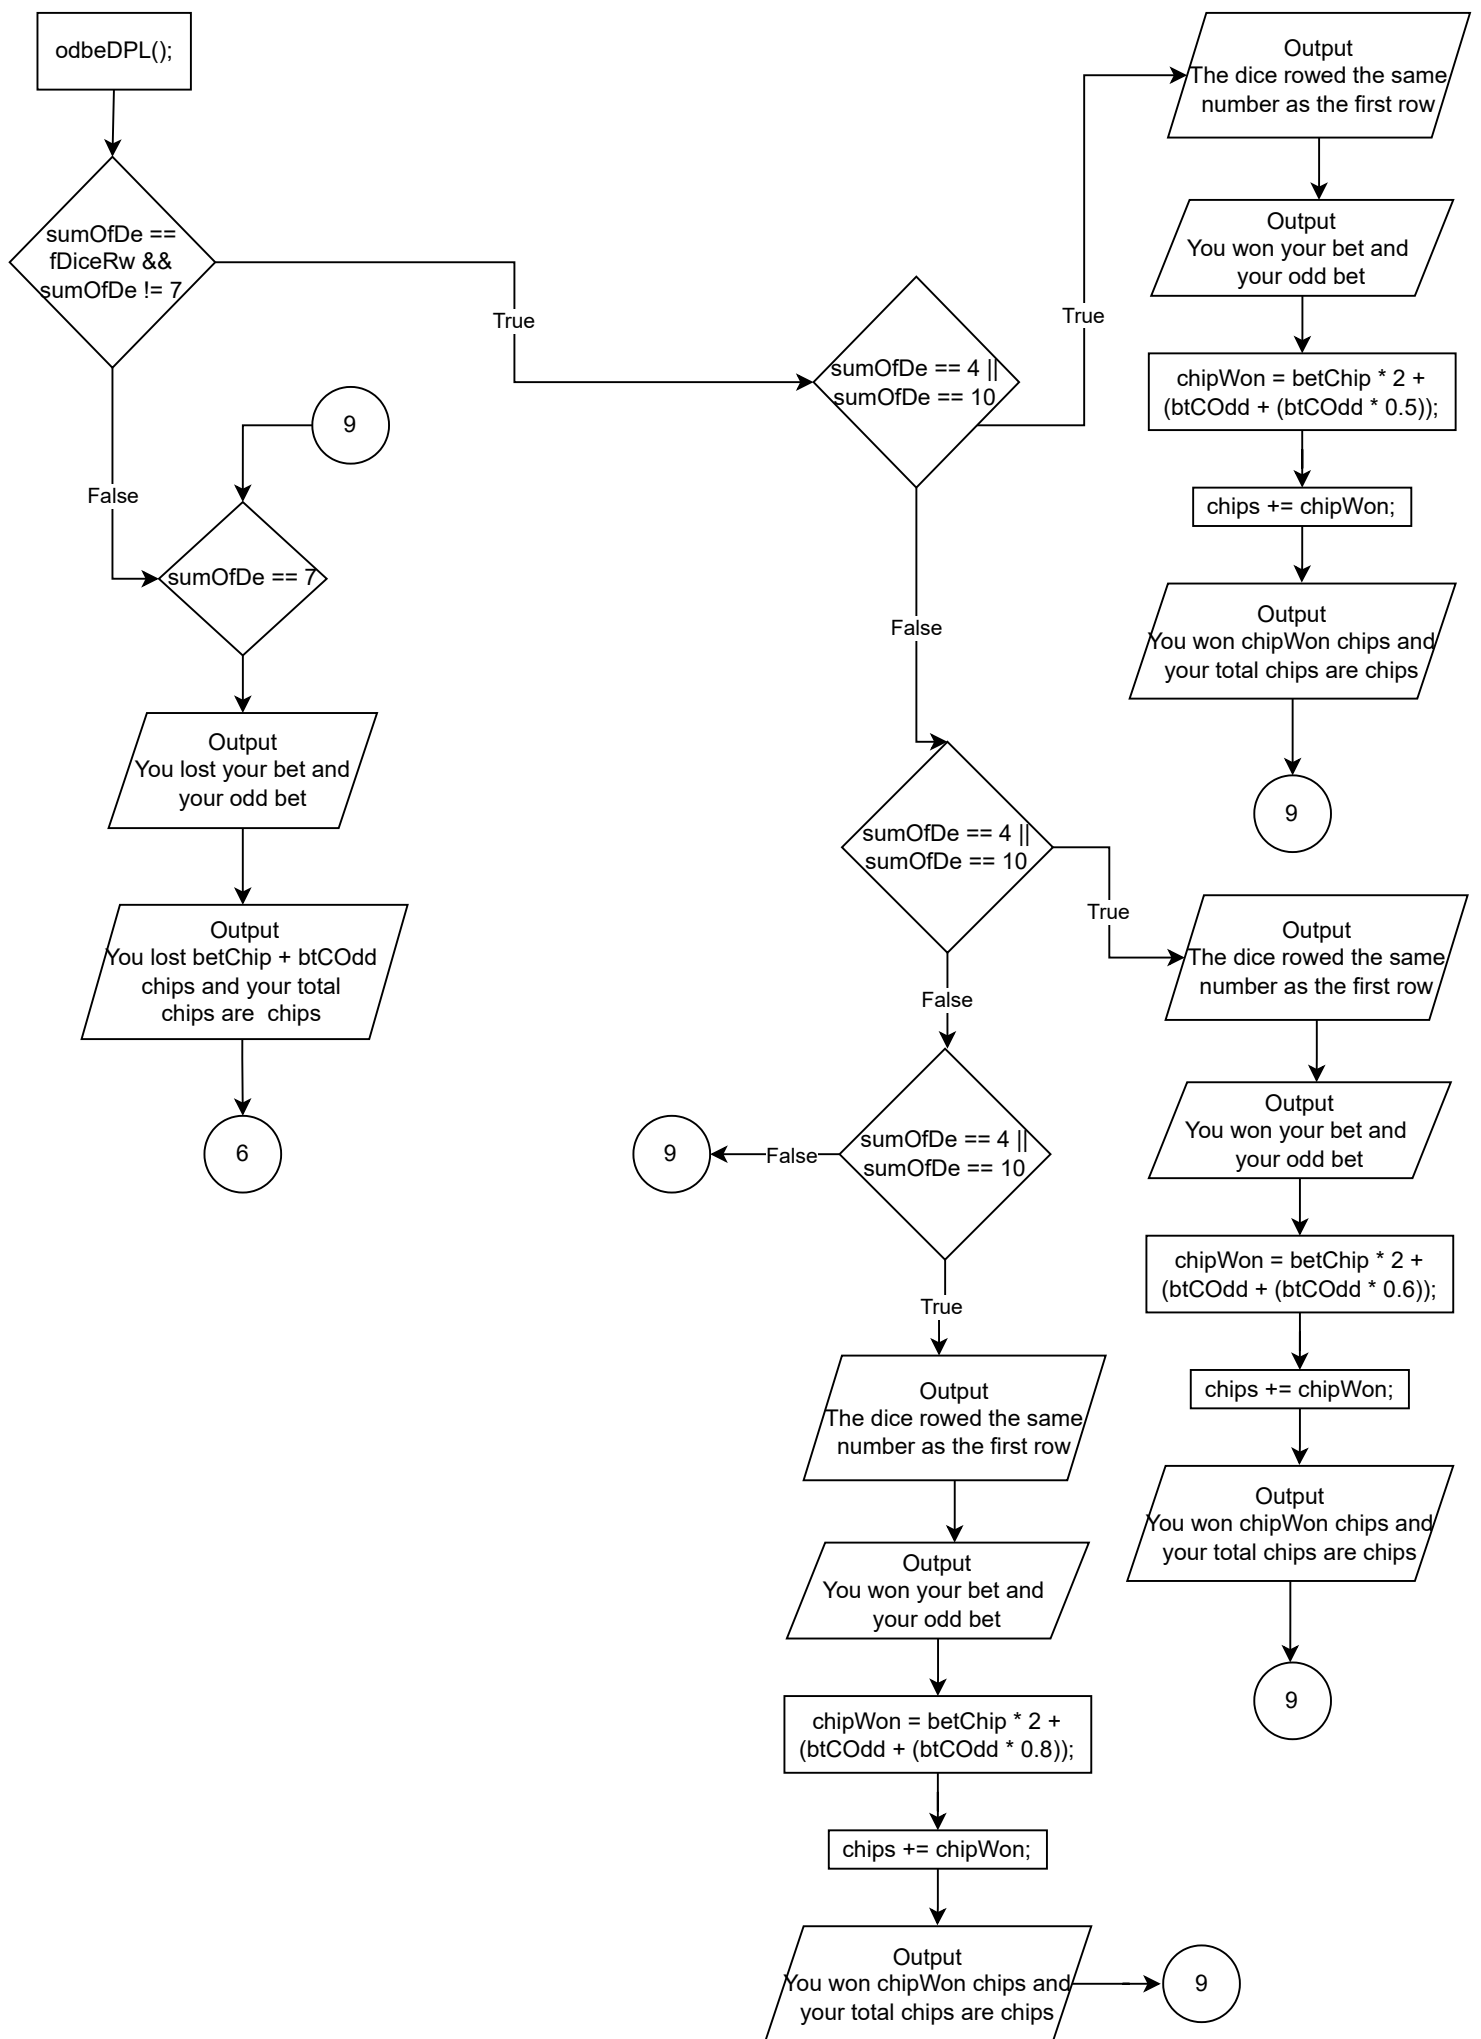 odbeDPL();
sumOfDe ==
fDiceRw &&
sumOfDe != 7
True
False
9
sumOfDe == 7
Output
You lost your bet and
your odd bet
Output
You lost betChip + btCOdd
chips and your total
chips are  chips
6
sumOfDe == 4 ||
sumOfDe == 10
True
Output
The dice rowed the same
number as the first row
Output
You won your bet and
your odd bet
chipWon = betChip * 2 +
(btCOdd + (btCOdd * 0.5));
chips += chipWon;
Output
You won chipWon chips and
your total chips are chips
9
False
sumOfDe == 4 ||
sumOfDe == 10
True
Output
The dice rowed the same
number as the first row
Output
You won your bet and
your odd bet
chipWon = betChip * 2 +
(btCOdd + (btCOdd * 0.6));
chips += chipWon;
Output
You won chipWon chips and
your total chips are chips
9
False
sumOfDe == 4 ||
sumOfDe == 10
False
9
True
Output
The dice rowed the same
number as the first row
Output
You won your bet and
your odd bet
chipWon = betChip * 2 +
(btCOdd + (btCOdd * 0.8));
chips += chipWon;
Output
You won chipWon chips and
your total chips are chips
9